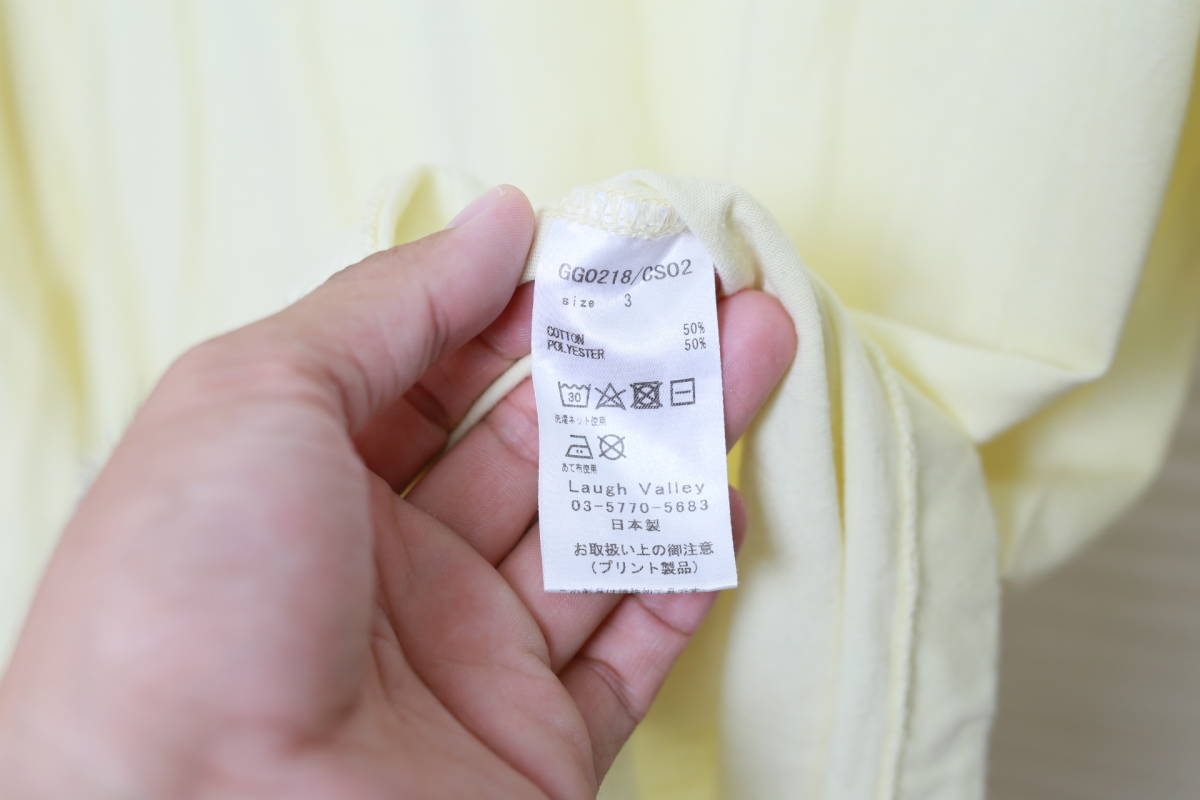 GG0218/CS02
size 3
COTTON 50%
POLYESTER 50%
30
洗濯ネット使用
あて布使用
Laugh Valley
03-5770-5683
日本製
お取扱い上の御注意
（プリント製品）